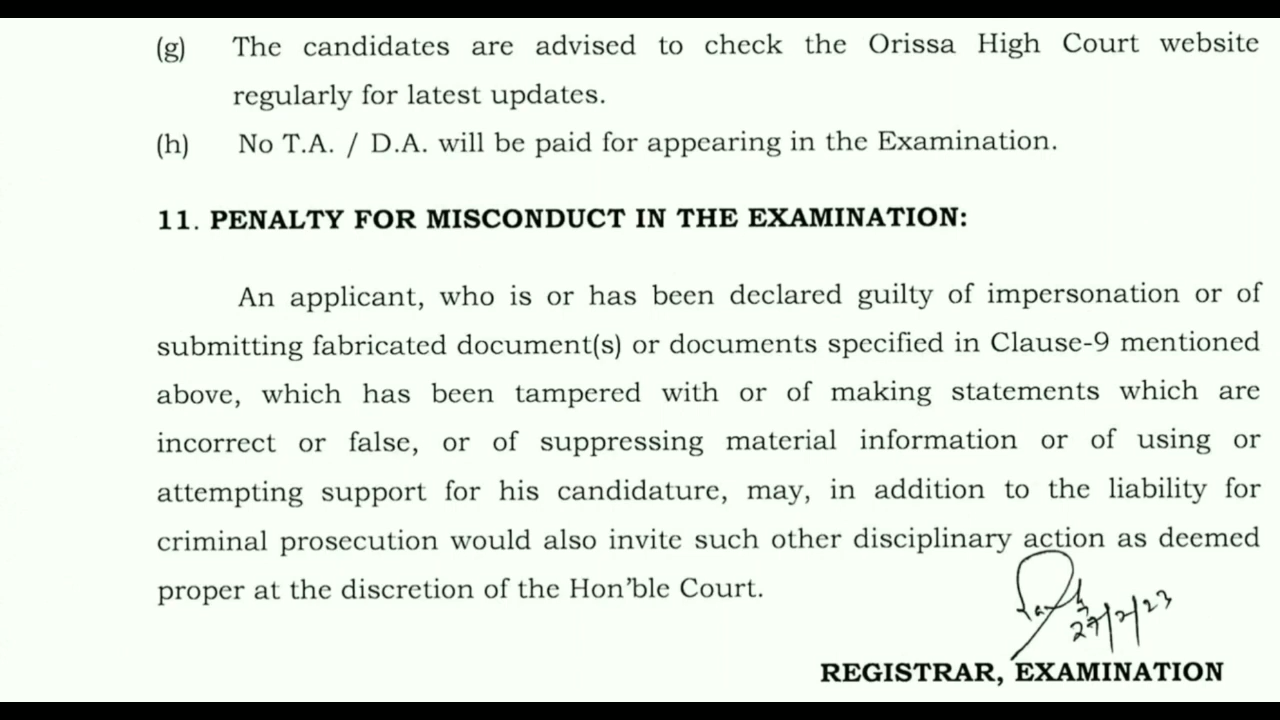 (g) The candidates are advised to check the Orissa High Court website
regularly for latest updates.
(h) No T.A. / D.A. will be paid for appearing in the Examination.
11. PENALTY FOR MISCONDUCT IN THE EXAMINATION:
An applicant, who is or has been declared guilty of impersonation or of
submitting fabricated document(s) or documents specified in Clause-9 mentioned
above, which has been tampered with or of making statements which are
incorrect or false, or of suppressing material information or of using or
attempting support for his candidature, may, in addition to the liability for
criminal prosecution would also invite such other disciplinary action as deemed
proper at the discretion of the Hon'ble Court.
27/2/23
REGISTRAR, EXAMINATION